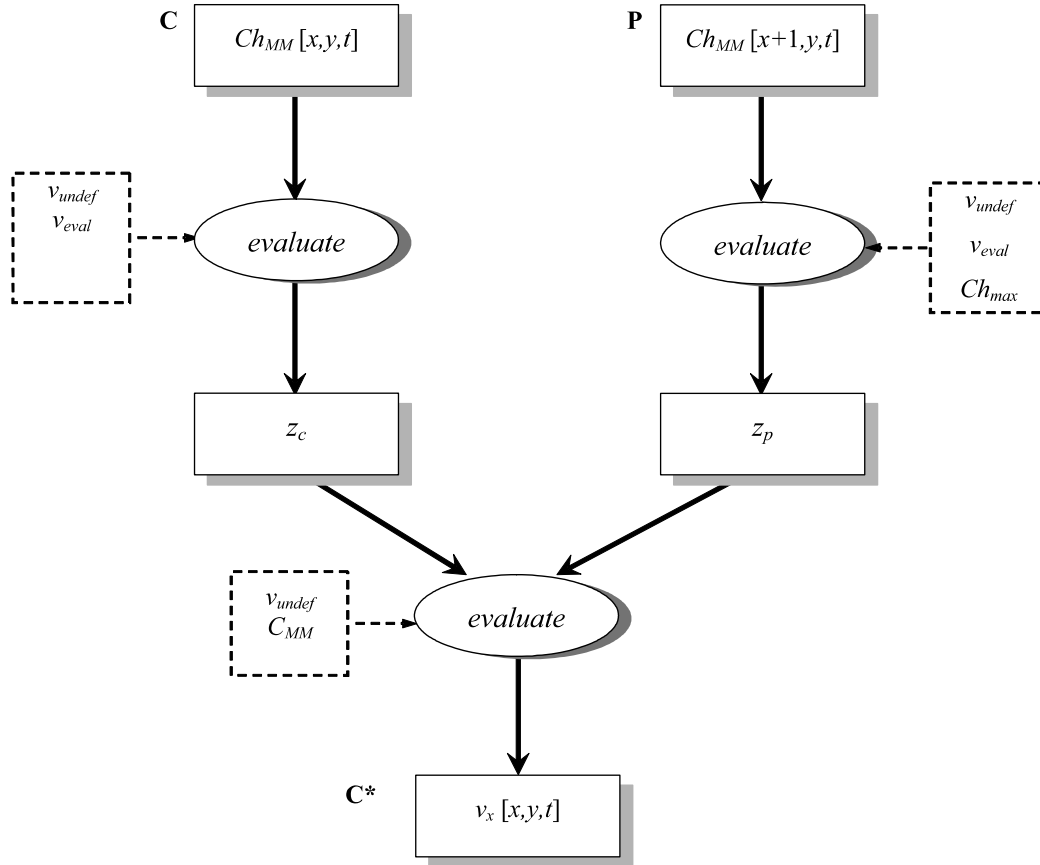 C
Ch_MM [x,y,t]
P
Ch_MM [x+1,y,t]
v_undef
v_eval
evaluate
evaluate
v_undef
v_eval
Ch_max
z_c
z_p
v_undef
C_MM
evaluate
C*
v_x [x,y,t]